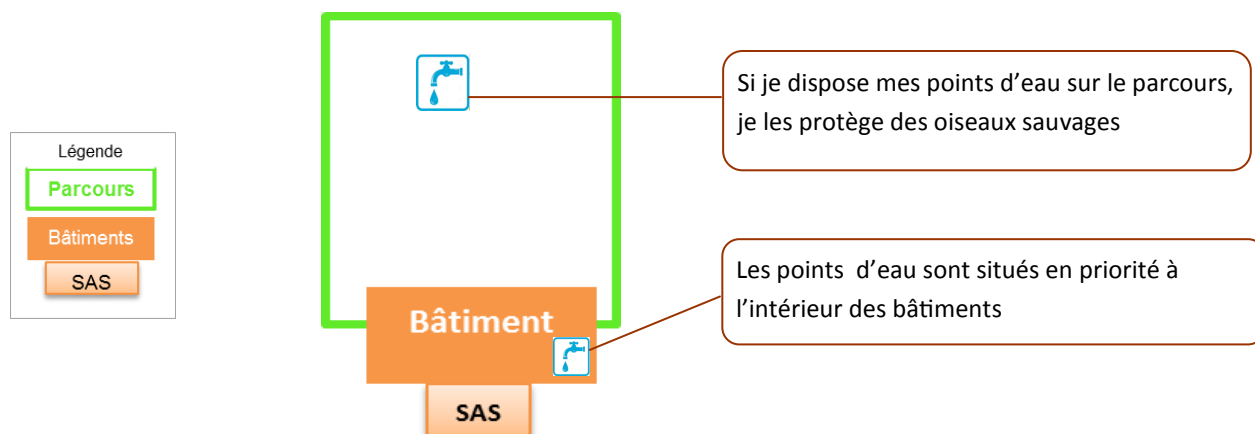 Légende
Parcours
Bâtiments
SAS
Si je dispose mes points d’eau sur le parcours,
je les protège des oiseaux sauvages
Les points  d’eau sont situés en priorité à
l’intérieur des bâtiments
Bâtiment
SAS